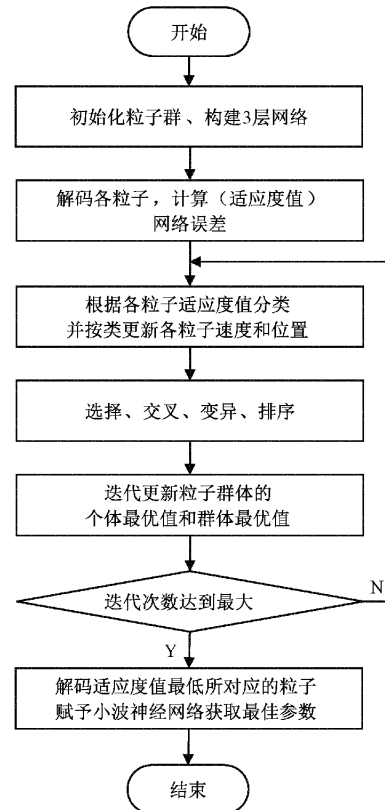 开始
初始化粒子群、构建3层网络
解码各粒子，计算（适应度值）
网络误差
根据各粒子适应度值分类
并按类更新各粒子速度和位置
选择、交叉、变异、排序
迭代更新粒子群体的
个体最优值和群体最优值
迭代次数达到最大
N
Y
解码适应度值最低所对应的粒子
赋予小波神经网络获取最佳参数
结束